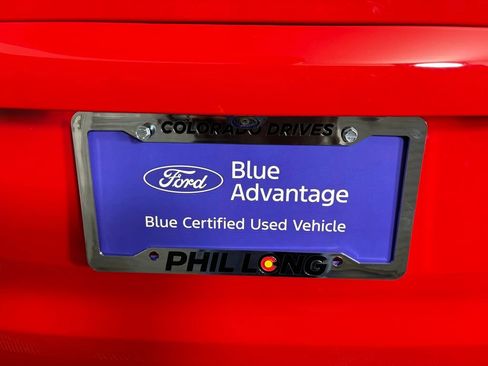 COLORADO DRIVES
Ford
Blue
Advantage
Blue Certified Used Vehicle
PHIL LONG